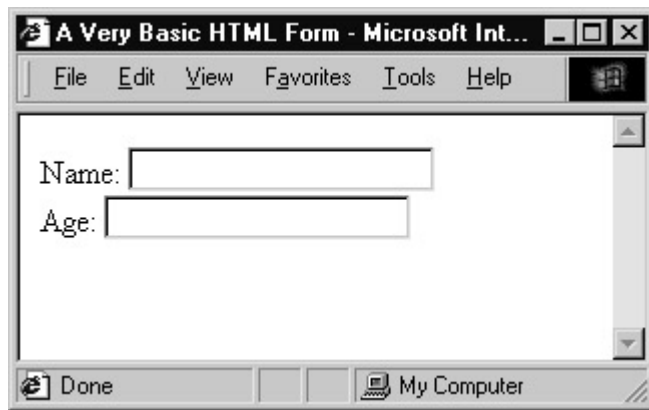 A Very Basic HTML Form - Microsoft Int...
File Edit View Favorites Tools Help
Name:
Age:
Done My Computer